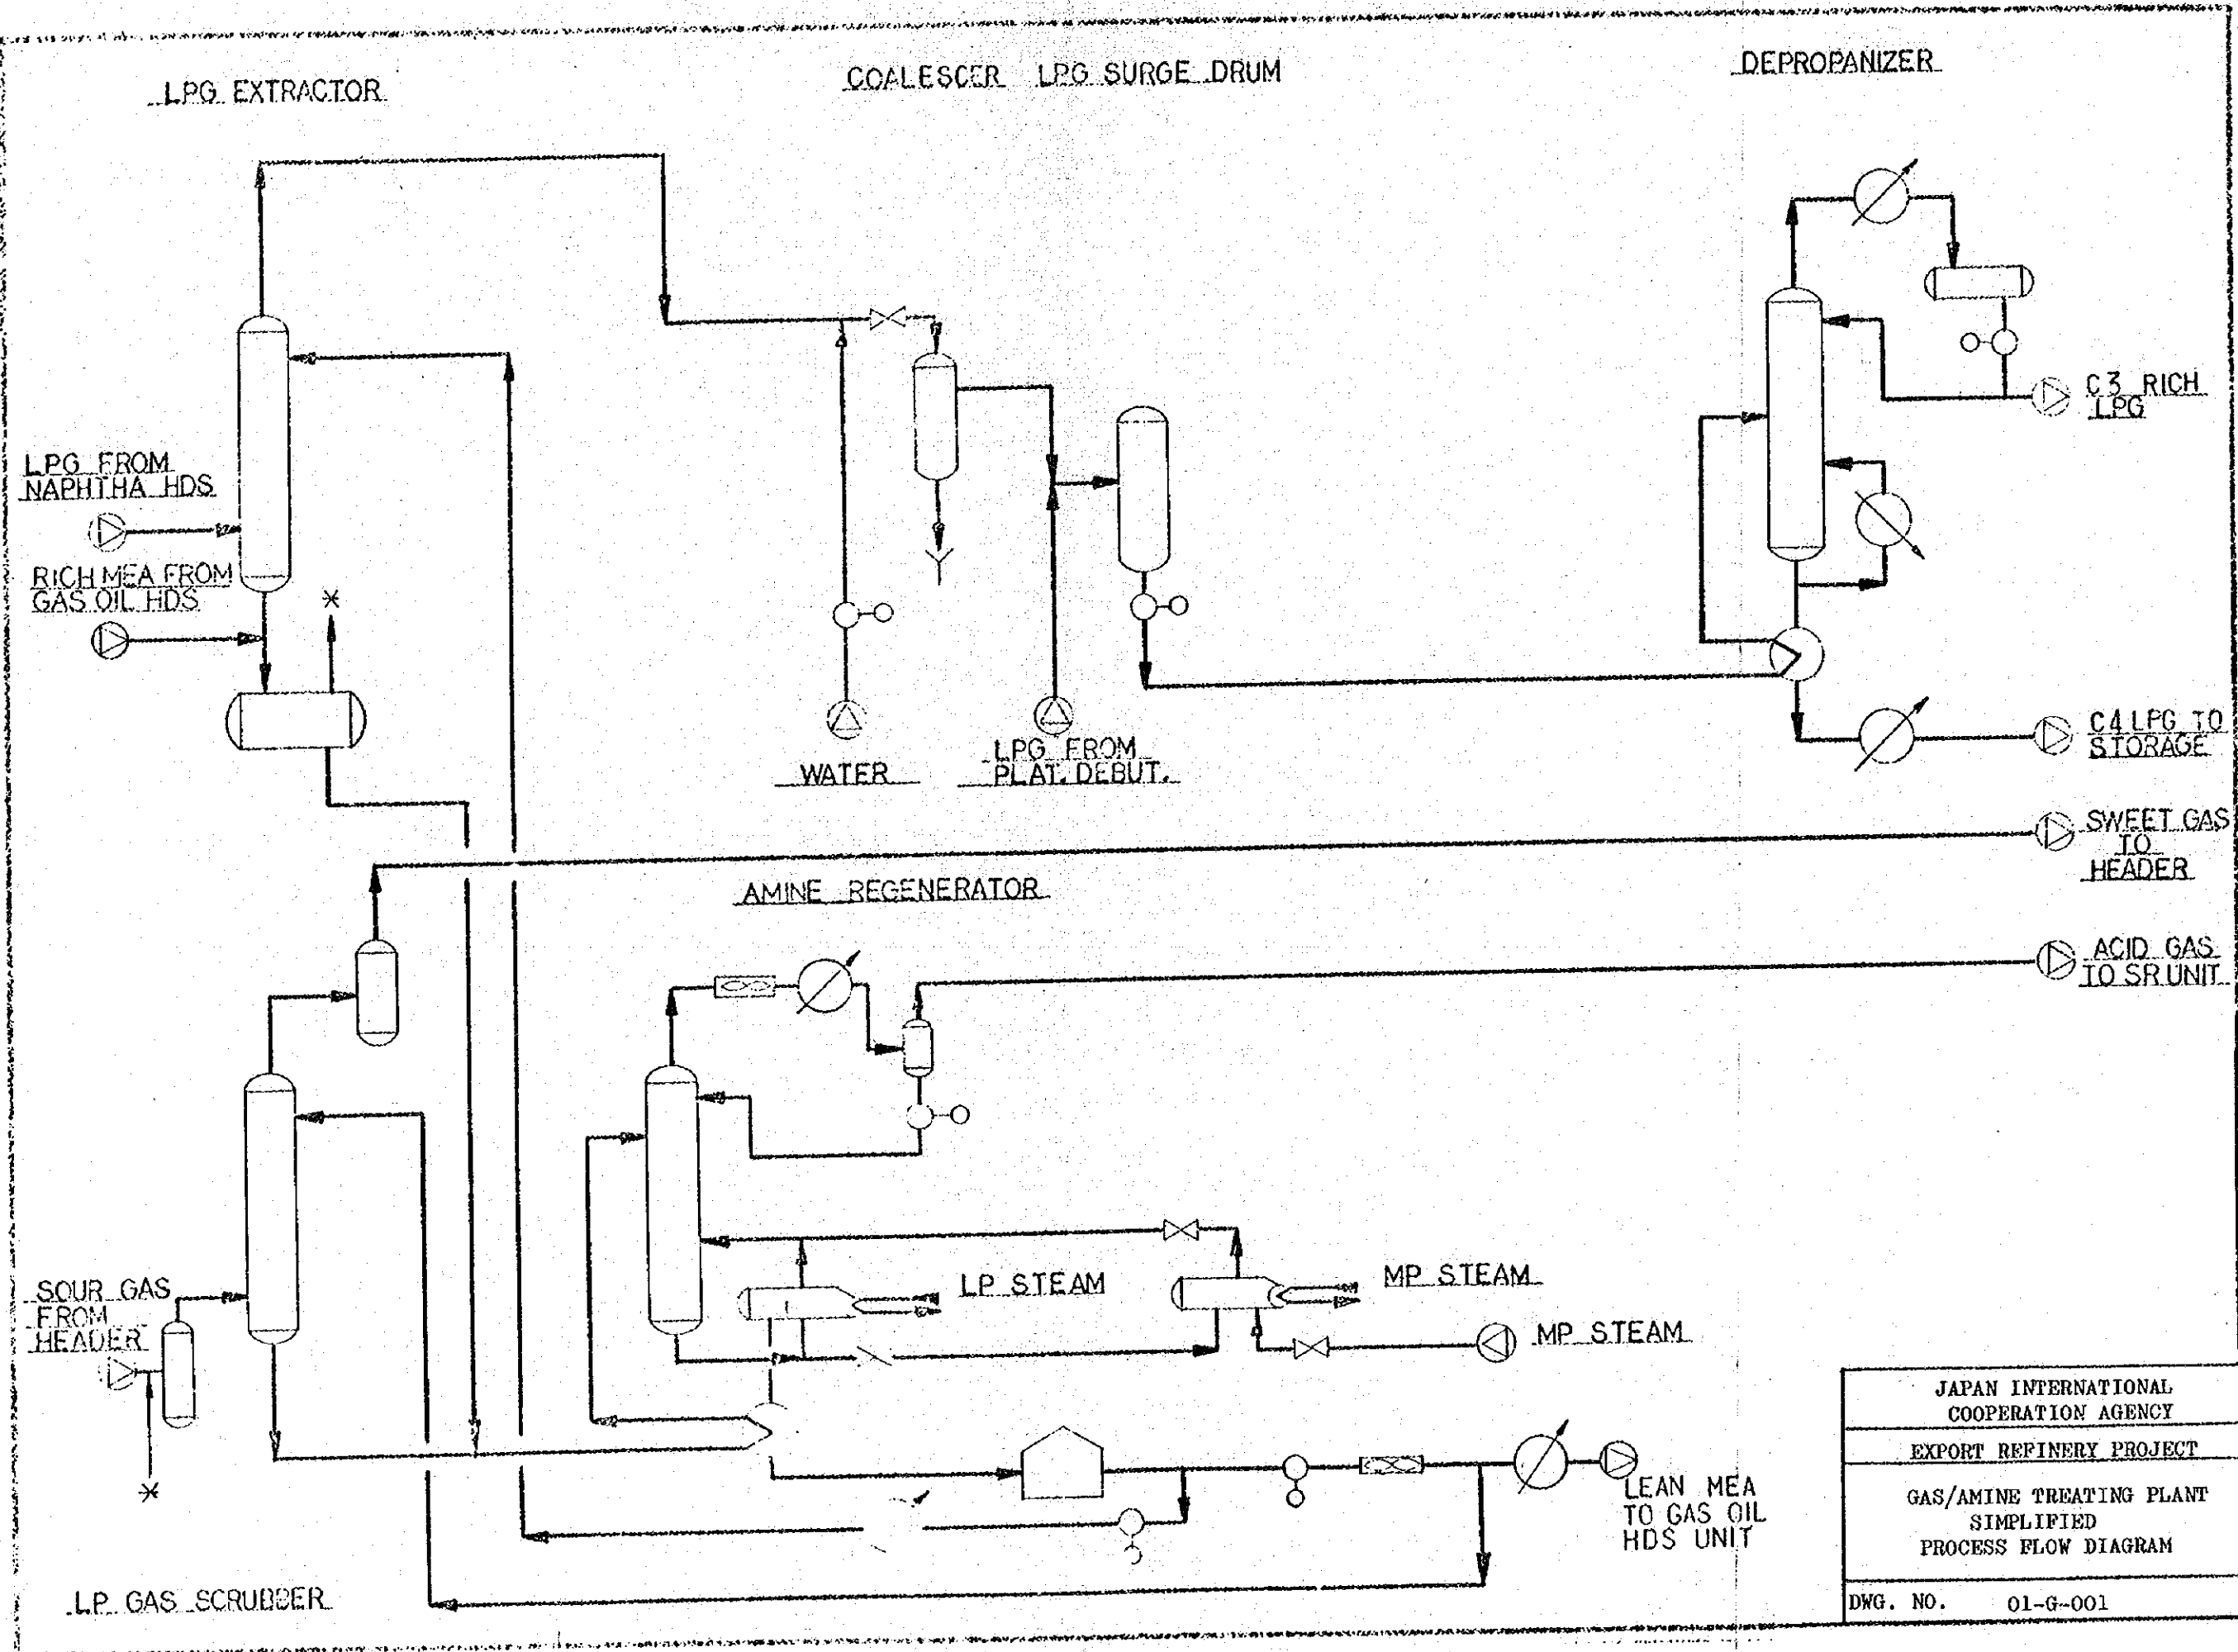 LPG EXTRACTOR
COALESCER
LPG SURGE DRUM
DEPROPANIZER
C3 RICH
LPG
LPG FROM
NAPHTHA HDS
RICH MEA FROM
GAS OIL HDS
WATER
LPG FROM
PLAT. DEBUT.
C4 LPG TO
STORAGE
SWEET GAS
TO
HEADER
AMINE REGENERATOR
ACID GAS
TO SR UNIT
SOUR GAS
FROM
HEADER
LP STEAM
MP STEAM
MP STEAM
LEAN MEA
TO GAS OIL
HDS UNIT
LP GAS SCRUBBER
JAPAN INTERNATIONAL
COOPERATION AGENCY
EXPORT REFINERY PROJECT
GAS/AMINE TREATING PLANT
SIMPLIFIED
PROCESS FLOW DIAGRAM
DWG. NO. 01-G-001